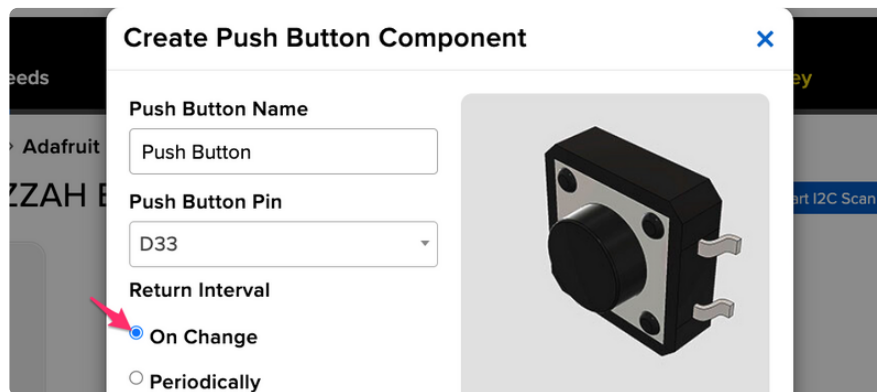 Create Push Button Component
×
eeds
ey
Push Button Name
Push Button
> Adafruit
ZZAH E
art I2C Scan
Push Button Pin
D33
Return Interval
On Change
Periodically